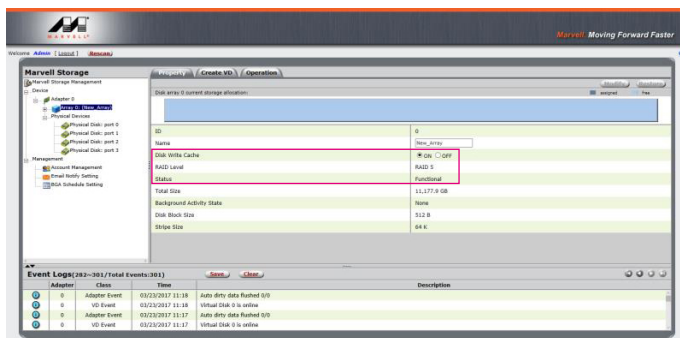 MARVELL
Marvell. Moving Forward Faster
Welcome Admin [ Logout ] Rescan
Marvell Storage
Marvell Storage Management
Device
Adapter 0
Array 0: (New_Array)
Physical Devices
Physical Disk: port 0
Physical Disk: port 1
Physical Disk: port 2
Physical Disk: port 3
Management
Account Management
Email Notify Setting
BGA Schedule Setting
Property Create VD Operation
Modify Restore
Disk array 0 current storage allocation: assigned free
ID 0
Name New_Array
Disk Write Cache ON OFF
RAID Level RAID 5
Status Functional
Total Size 11,177.9 GB
Background Activity State None
Disk Block Size 512 B
Stripe Size 64 K
Event Logs(282~301/Total Events:301) Save Clear
Adapter Class Time Description
0 Adapter Event 03/23/2017 11:18 Auto dirty data flushed 0/0
0 VD Event 03/23/2017 11:18 Virtual Disk 0 is online
0 Adapter Event 03/23/2017 11:17 Auto dirty data flushed 0/0
0 VD Event 03/23/2017 11:17 Virtual Disk 0 is online